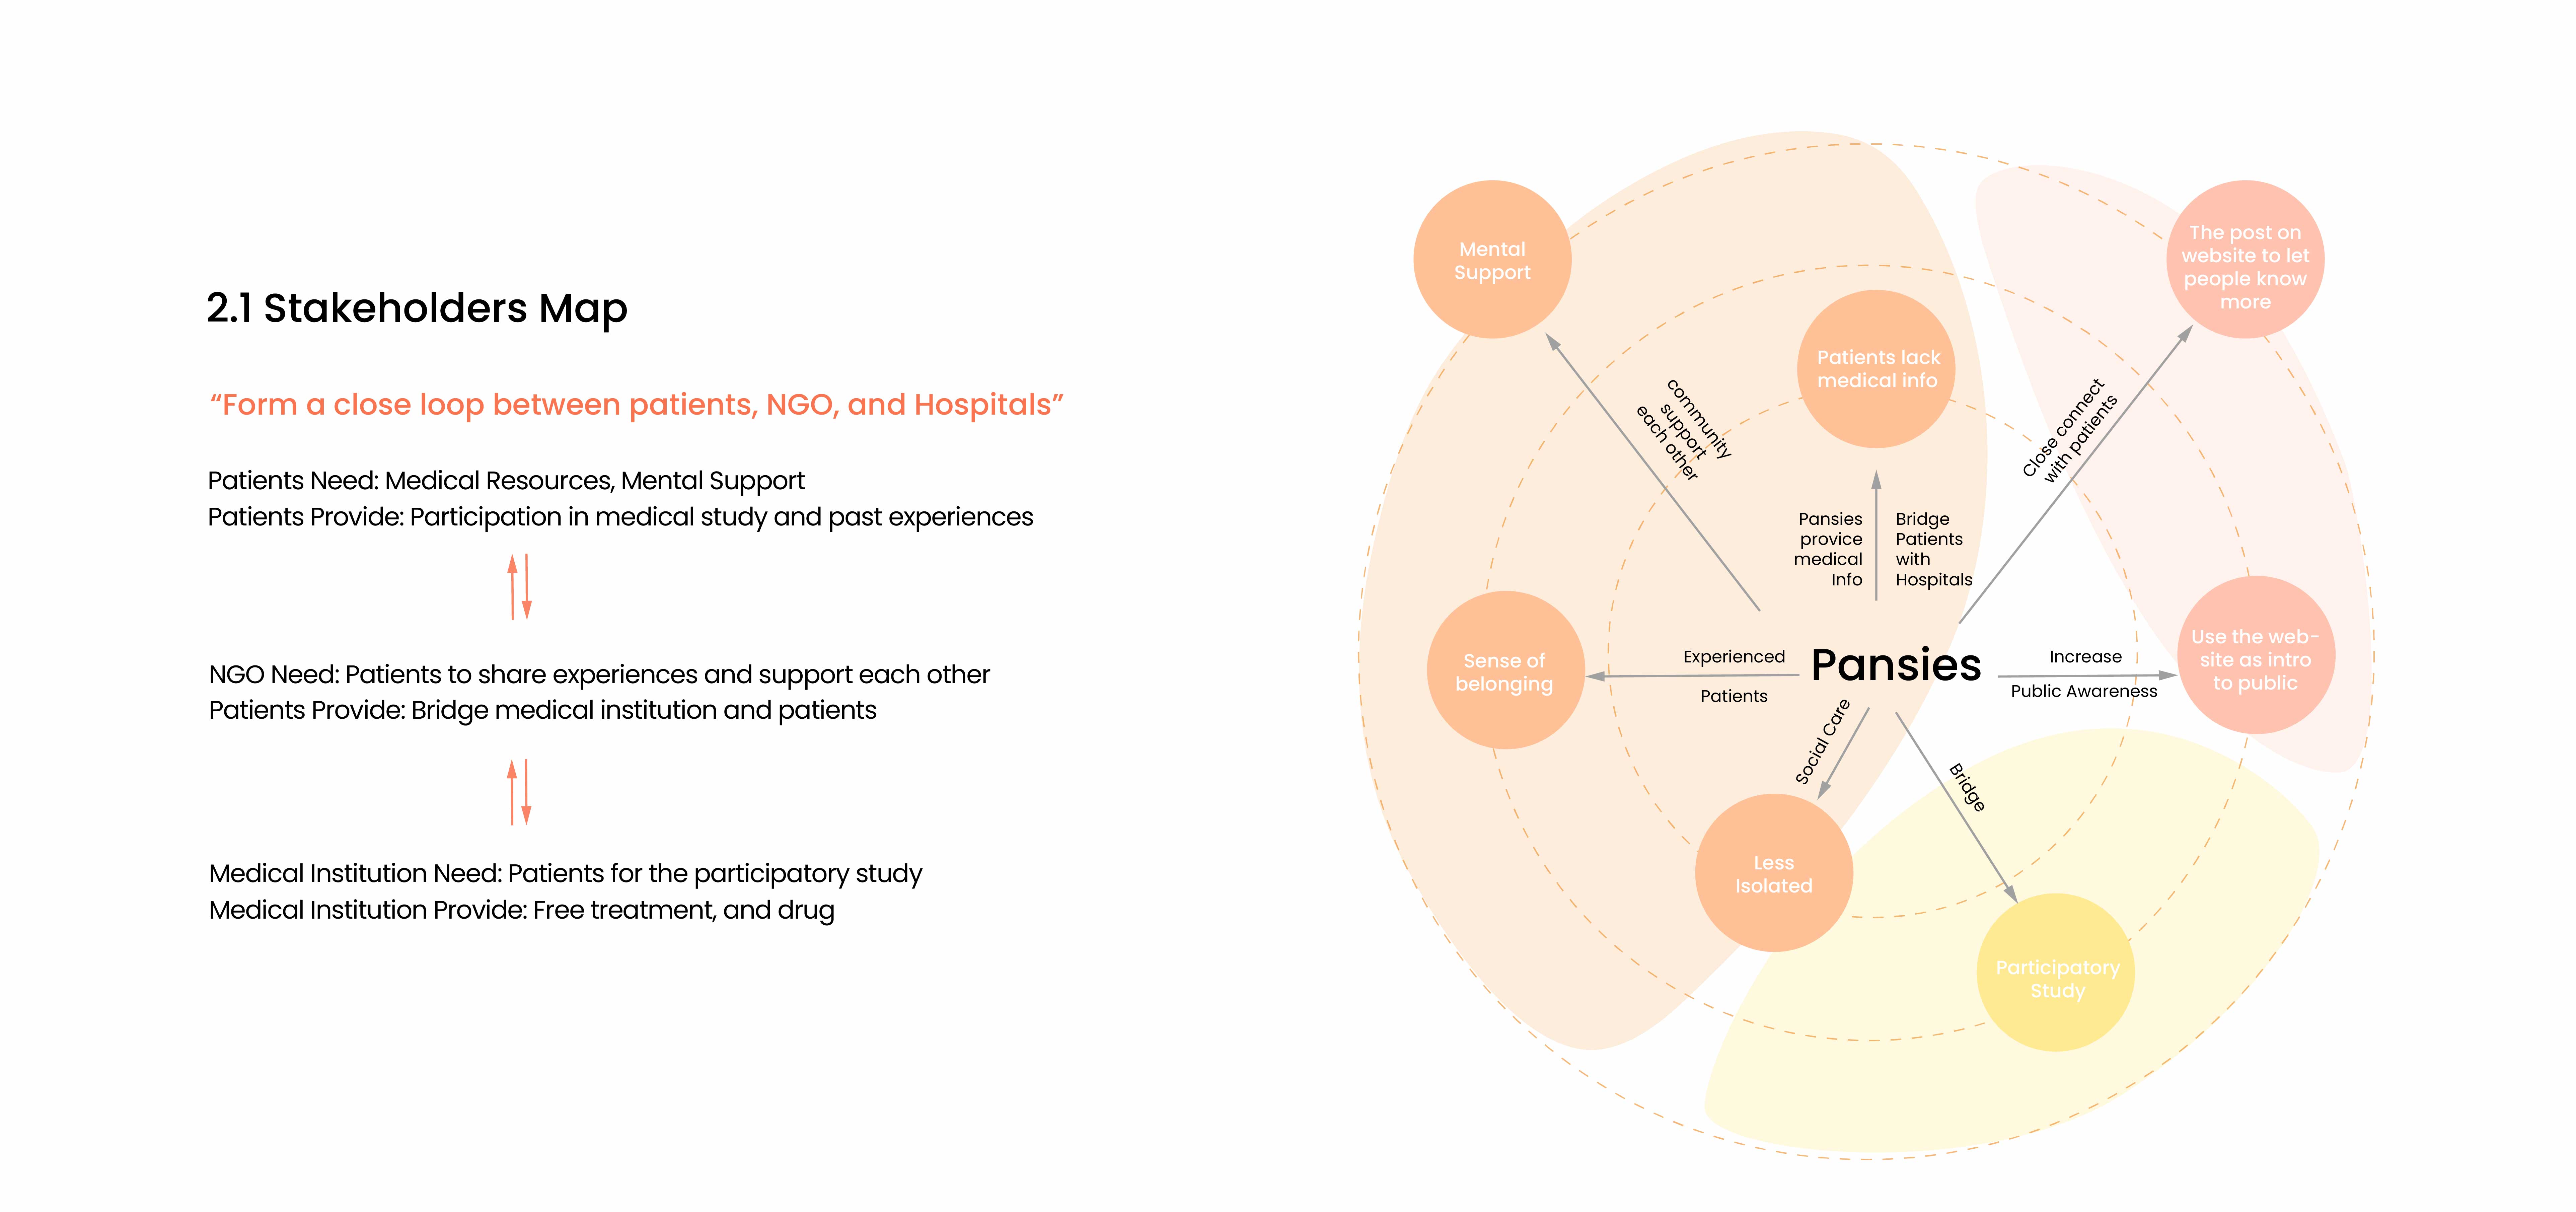 2.1 Stakeholders Map
“Form a close loop between patients, NGO, and Hospitals”
Patients Need: Medical Resources, Mental Support
Patients Provide: Participation in medical study and past experiences
NGO Need: Patients to share experiences and support each other
Patients Provide: Bridge medical institution and patients
Medical Institution Need: Patients for the participatory study
Medical Institution Provide: Free treatment, and drug
Mental
Support
The post on
website to let
people know
more
Patients lack
medical info
community
support
each other
Close connect
with patients
Pansies
provice
medical
Info
Bridge
Patients
with
Hospitals
Sense of
belonging
Experienced
Patients
Pansies
Increase
Public Awareness
Use the web-
site as intro
to public
Social Care
Bridge
Less
Isolated
Participatory
Study